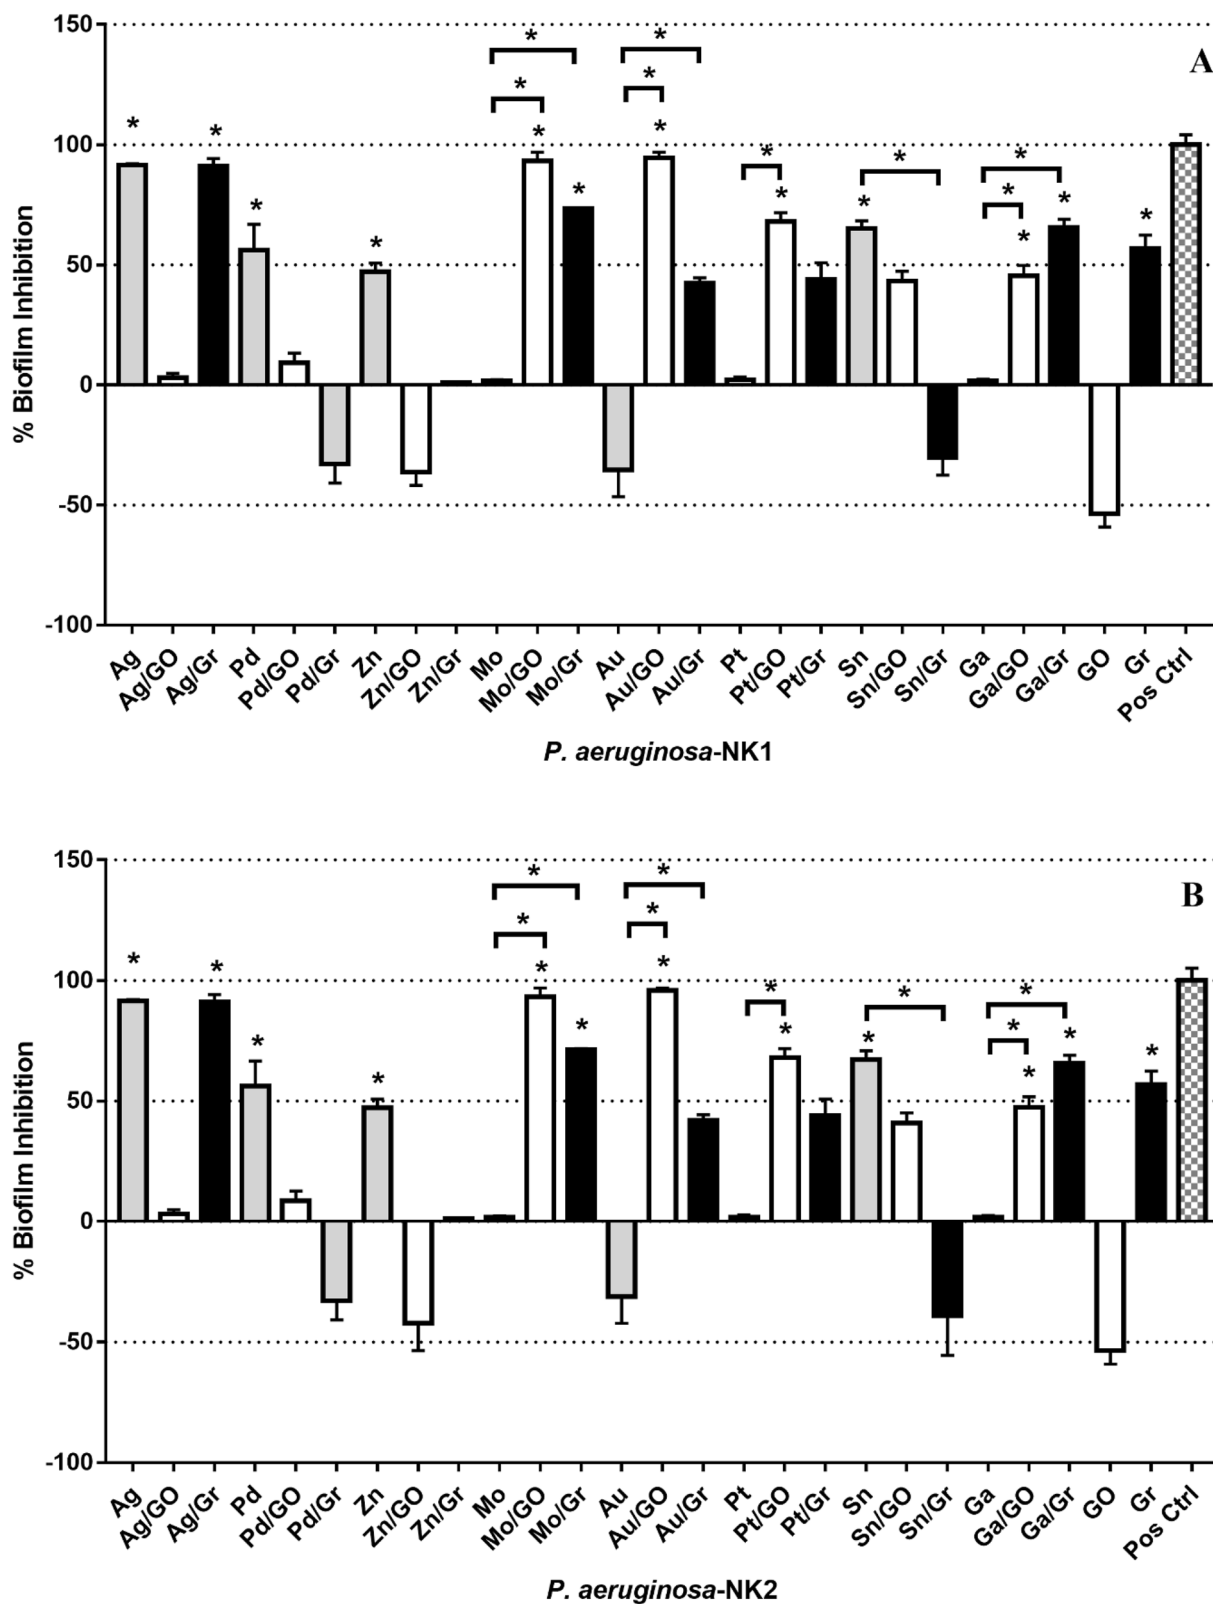 150
A
* *
* *
* * * * * * *
100
* * * * * *
* * * *
% Biofilm Inhibition
50
0
-50
-100
Ag Ag/GO Ag/Gr Pd Pd/GO Pd/Gr Zn Zn/GO Zn/Gr Mo Mo/GO Mo/Gr Au Au/GO Au/Gr Pt Pt/GO Pt/Gr Sn Sn/GO Sn/Gr Ga Ga/GO Ga/Gr GO Gr Pos Ctrl
P. aeruginosa-NK1
150
B
* *
* *
* * * * * * *
100
* * * * * *
* * * *
% Biofilm Inhibition
50
0
-50
-100
Ag Ag/GO Ag/Gr Pd Pd/GO Pd/Gr Zn Zn/GO Zn/Gr Mo Mo/GO Mo/Gr Au Au/GO Au/Gr Pt Pt/GO Pt/Gr Sn Sn/GO Sn/Gr Ga Ga/GO Ga/Gr GO Gr Pos Ctrl
P. aeruginosa-NK2